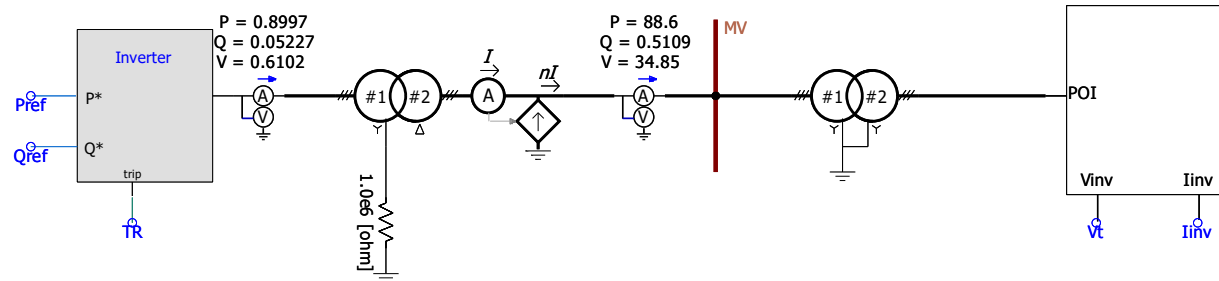 P = 0.8997
Q = 0.05227
V = 0.6102
P = 88.6
Q = 0.5109
V = 34.85
MV
Inverter
I
nI
Pref
P*
A
V
#1
#2
A
A
V
#1
#2
POI
Qref
Q*
trip
TR
1.0e6 [ohm]
Vinv
Iinv
Vt
Iinv